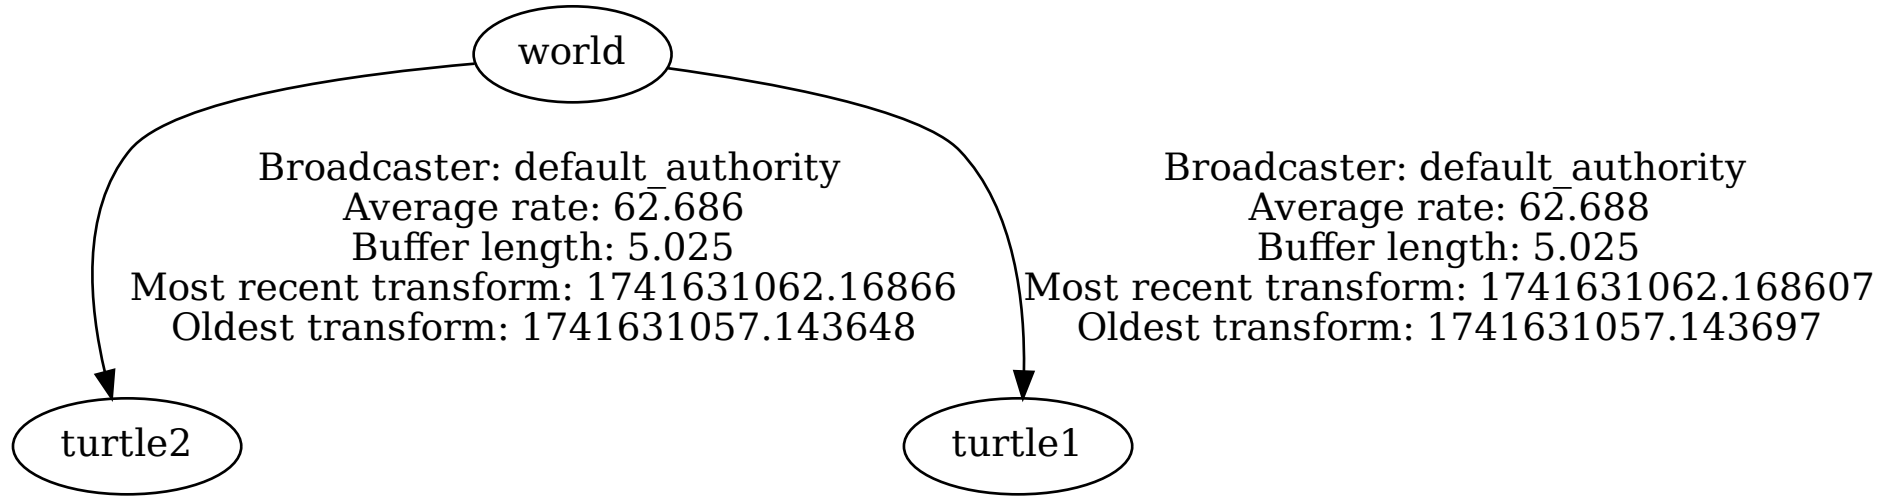 world
Broadcaster: default_authority
Average rate: 62.686
Buffer length: 5.025
Most recent transform: 1741631062.16866
Oldest transform: 1741631057.143648
Broadcaster: default_authority
Average rate: 62.688
Buffer length: 5.025
Most recent transform: 1741631062.168607
Oldest transform: 1741631057.143697
turtle2
turtle1